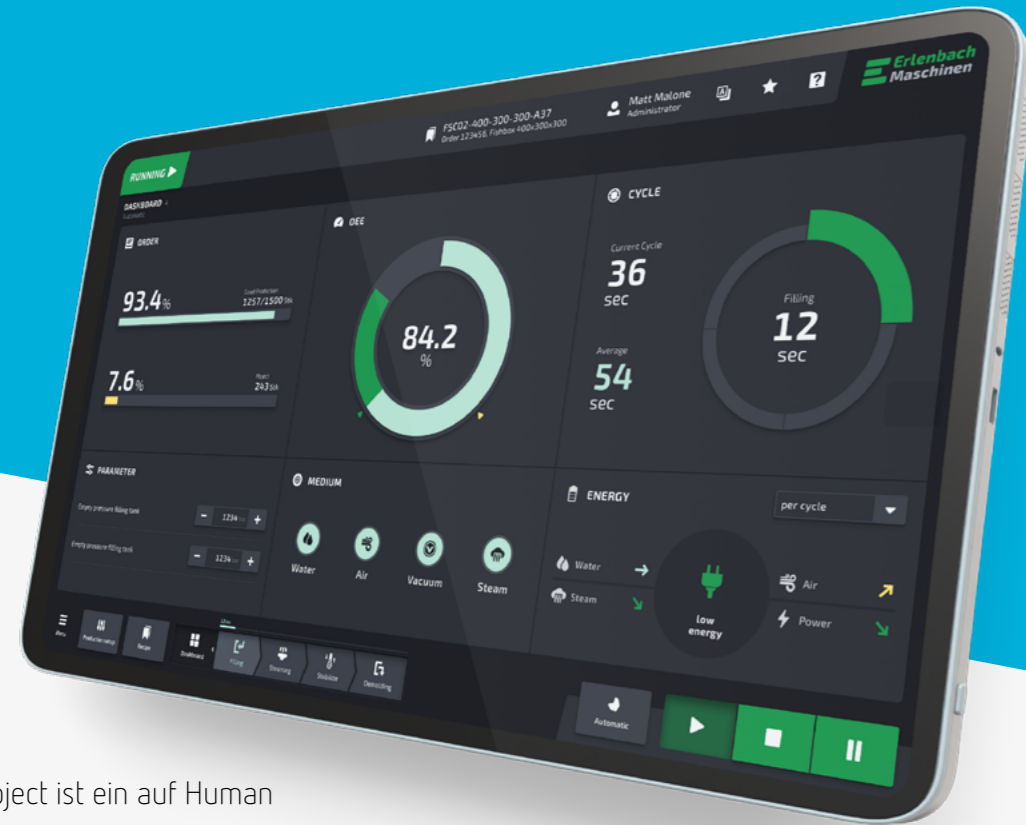 Erlenbach
Maschinen
RUNNING
FSC02-400-300-300-A37
Order 123456, Fishbox 400x300x300
Matt Malone
Administrator
DASHBOARD
Automatic
ORDER
93.4%
Good Production
1257/1500 Stk
7.6%
243 Stk
OEE
84.2
%
CYCLE
Current Cycle
36
sec
Average
54
sec
Filling
12
sec
PARAMETER
Empty pressure filling tank
- 1234 +
Empty pressure filling tank
- 1234 +
MEDIUM
Water
Air
Vacuum
Steam
ENERGY
per cycle
Water
Steam
low
energy
Air
Power
Menu
Production setup
Recipe
Dashboard
Filling
Steaming
Stabilize
Demolding
Automatic
oject ist ein auf Human